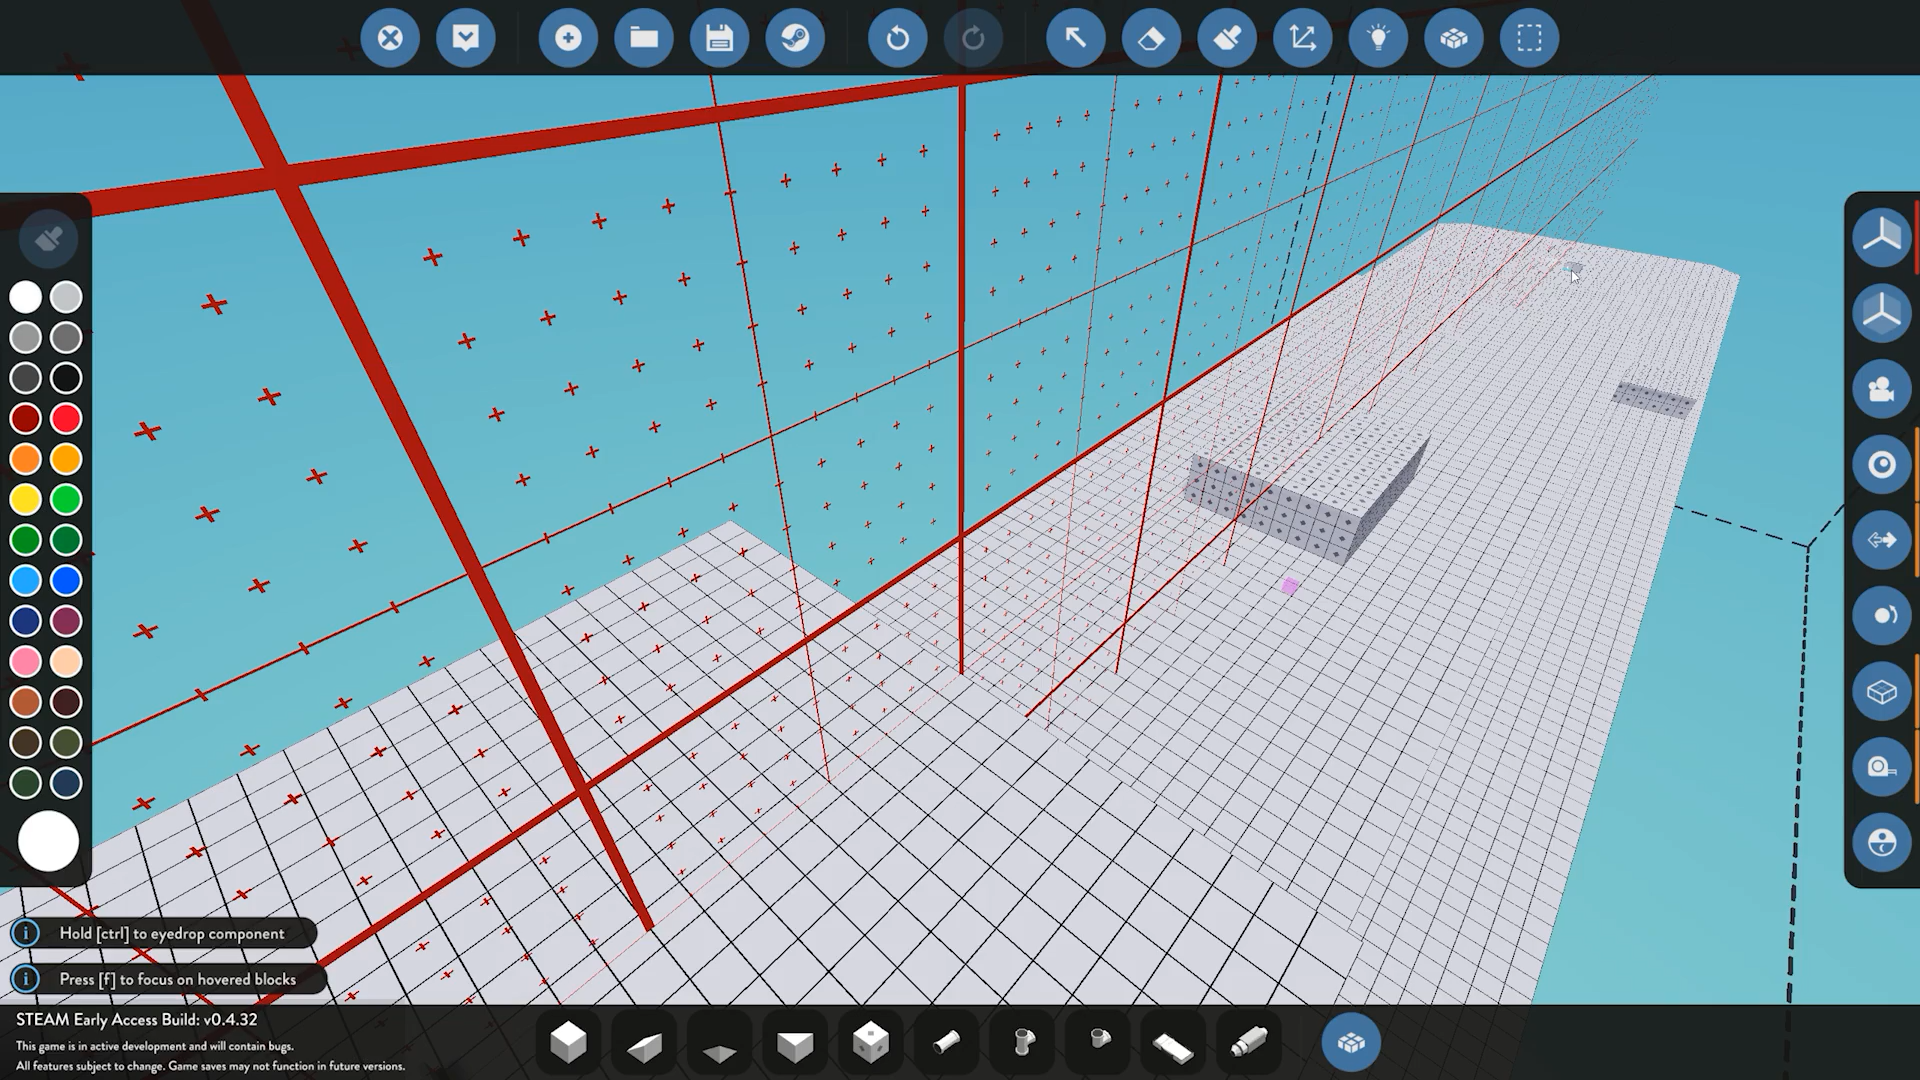 Hold [ctrl] to eyedrop component
Press [f] to focus on hovered blocks
STEAM Early Access Build: v0.4.32
This game is in active development and will contain bugs.
All features subject to change. Game saves may not function in future versions.